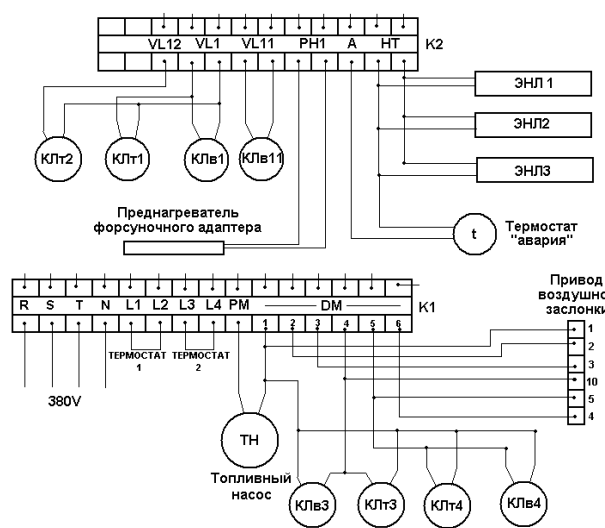 VL12 VL1 VL11 PH1 A HT K2
ЭНЛ 1
ЭНЛ2
ЭНЛ3
КЛт2 КЛт1 КЛв1 КЛв11
Преднагреватель
форсуночного адаптера
t
Термостат
"авария"
R S T N L1 L2 L3 L4 PM DM K1
1 2 3 4 5 6
ТЕРМОСТАТ
1
ТЕРМОСТАТ
2
380V
Привод
воздушно
заслонки
1
2
3
10
5
4
ТН
Топливный
насос
КЛв3 КЛт3 КЛт4 КЛв4